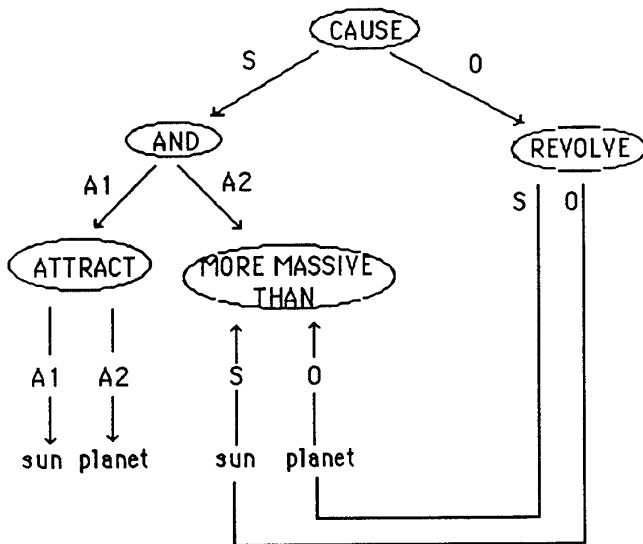 CAUSE
S O
AND
REVOLVE
A1 A2
S O
ATTRACT
MORE MASSIVE
THAN
A1 A2 S O
sun planet sun planet